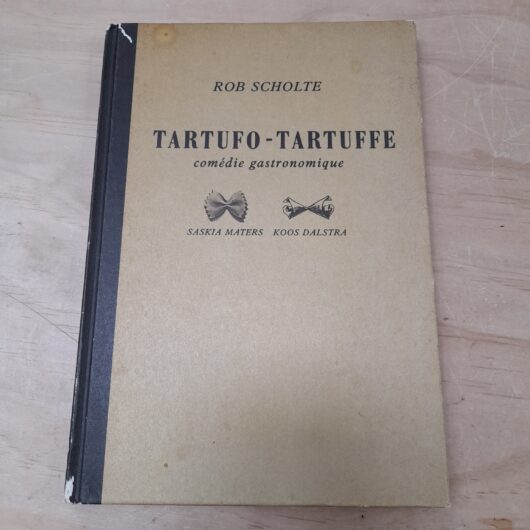 ROB SCHOLTE
TARTUFO-TARTUFFE
comédie gastronomique
SASKIA MATERS KOOS DALSTRA